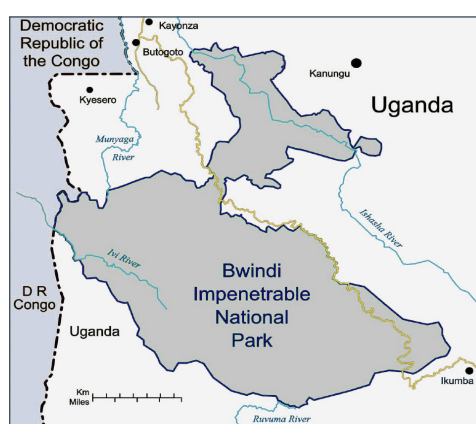 Democratic
Republic of
the Congo
Kayonza
Butogoto
Kanungu
Kyesero
Uganda
Munyaga
River
Ishasha River
Ivi River
Bwindi
Impenetrable
National
Park
D R
Congo
Uganda
Km
Miles
Ikumba
Ruvuma River